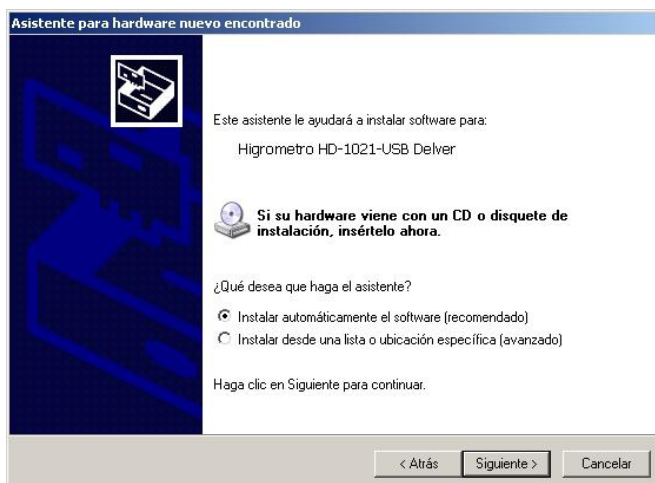 Asistente para hardware nuevo encontrado
Este asistente le ayudará a instalar software para:
Higrometro HD-1021-USB Delver
Si su hardware viene con un CD o disquete de
instalación, insértelo ahora.
¿Qué desea que haga el asistente?
Instalar automáticamente el software (recomendado)
Instalar desde una lista o ubicación específica (avanzado)
Haga clic en Siguiente para continuar.
< Atrás Siguiente > Cancelar